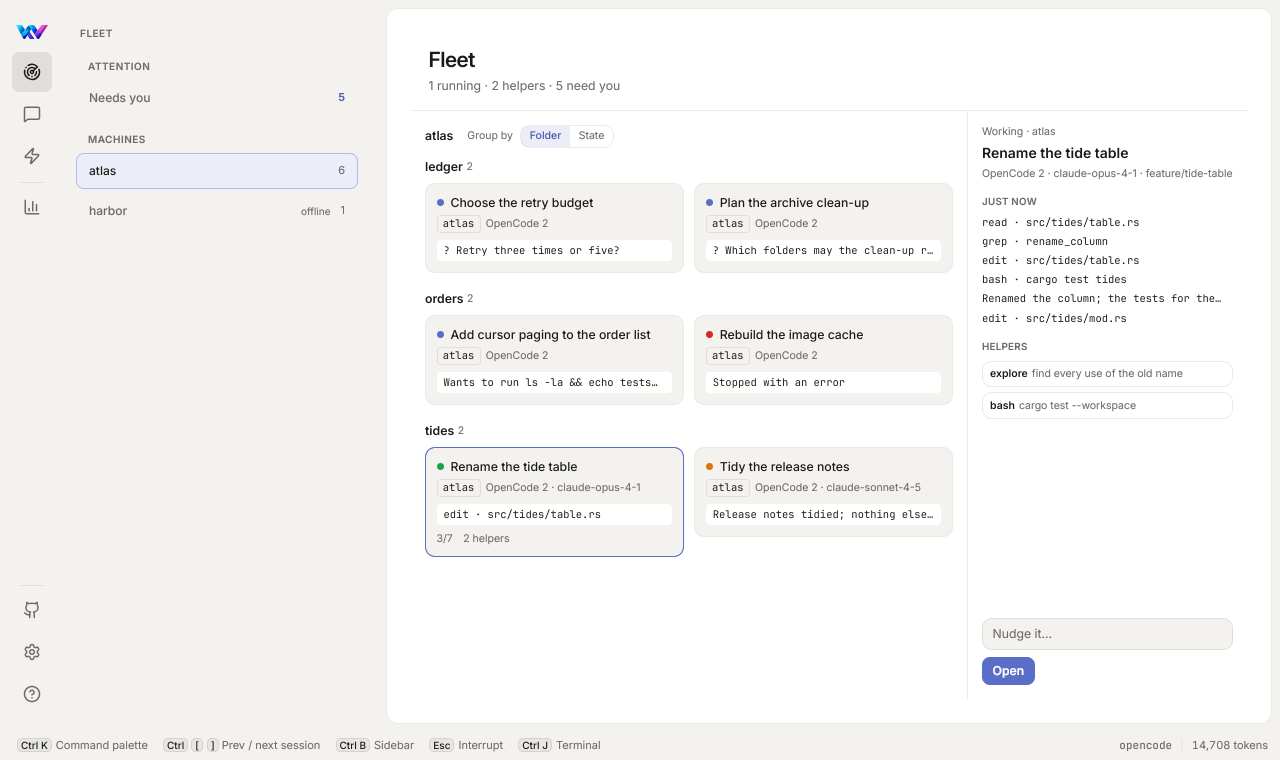 FLEET
ATTENTION
Needs you 5
MACHINES
atlas 6
harbor offline 1
Fleet
1 running · 2 helpers · 5 need you
atlas Group by Folder State
ledger 2
Choose the retry budget
atlas OpenCode 2
? Retry three times or five?
Plan the archive clean-up
atlas OpenCode 2
? Which folders may the clean-up r…
orders 2
Add cursor paging to the order list
atlas OpenCode 2
Wants to run ls -la && echo tests…
Rebuild the image cache
atlas OpenCode 2
Stopped with an error
tides 2
Rename the tide table
atlas OpenCode 2 · claude-opus-4-1
edit · src/tides/table.rs
3/7 2 helpers
Tidy the release notes
atlas OpenCode 2 · claude-sonnet-4-5
Release notes tidied; nothing else…
Working · atlas
Rename the tide table
OpenCode 2 · claude-opus-4-1 · feature/tide-table
JUST NOW
read · src/tides/table.rs
grep · rename_column
edit · src/tides/table.rs
bash · cargo test tides
Renamed the column; the tests for the…
edit · src/tides/mod.rs
HELPERS
explore find every use of the old name
bash cargo test --workspace
Nudge it…
Open
Ctrl K Command palette Ctrl [ ] Prev / next session Ctrl B Sidebar Esc Interrupt Ctrl J Terminal
opencode 14,708 tokens